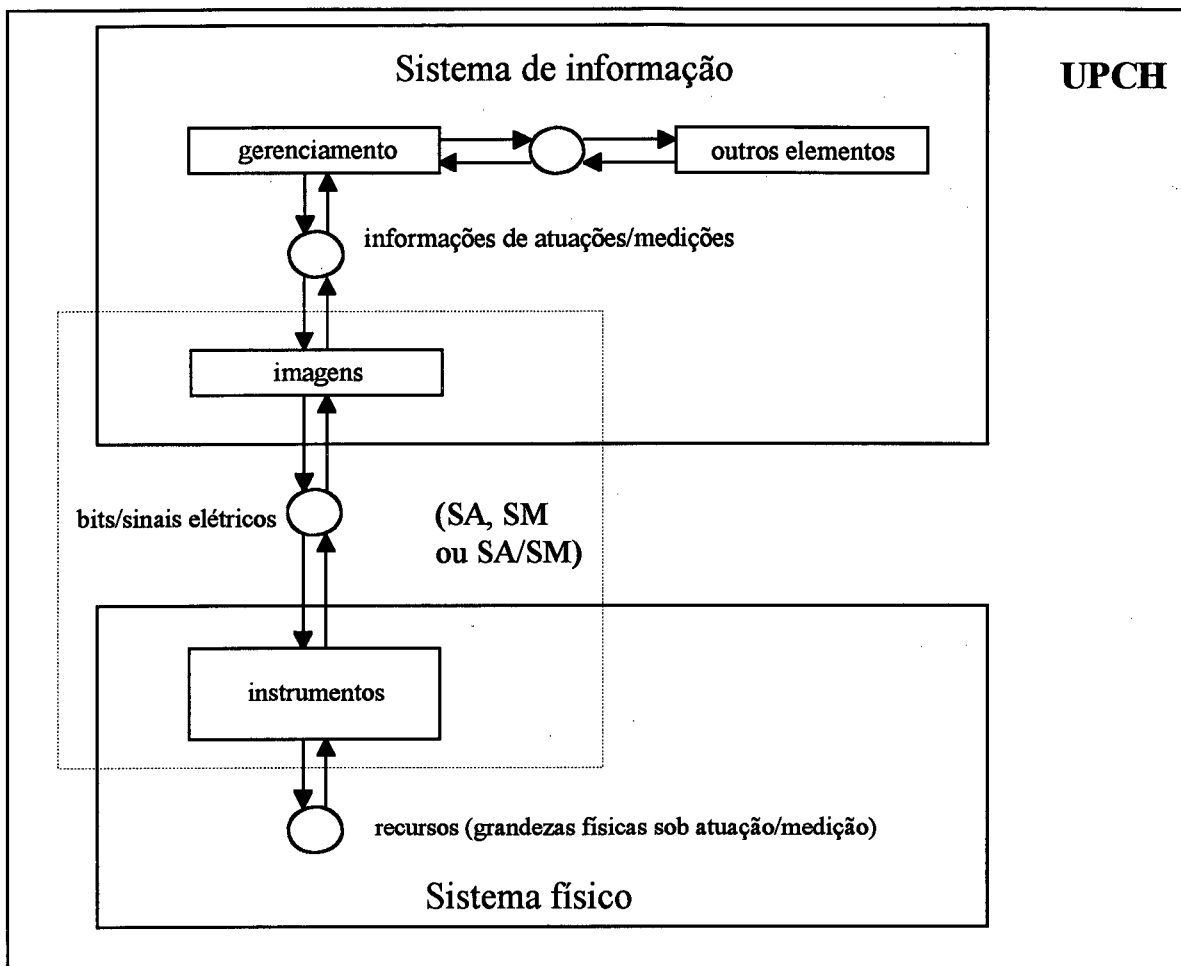 Sistema de informação
UPCH
gerenciamento
outros elementos
informações de atuações/medições
imagens
bits/sinais elétricos
(SA, SM
ou SA/SM)
instrumentos
recursos (grandezas físicas sob atuação/medição)
Sistema físico